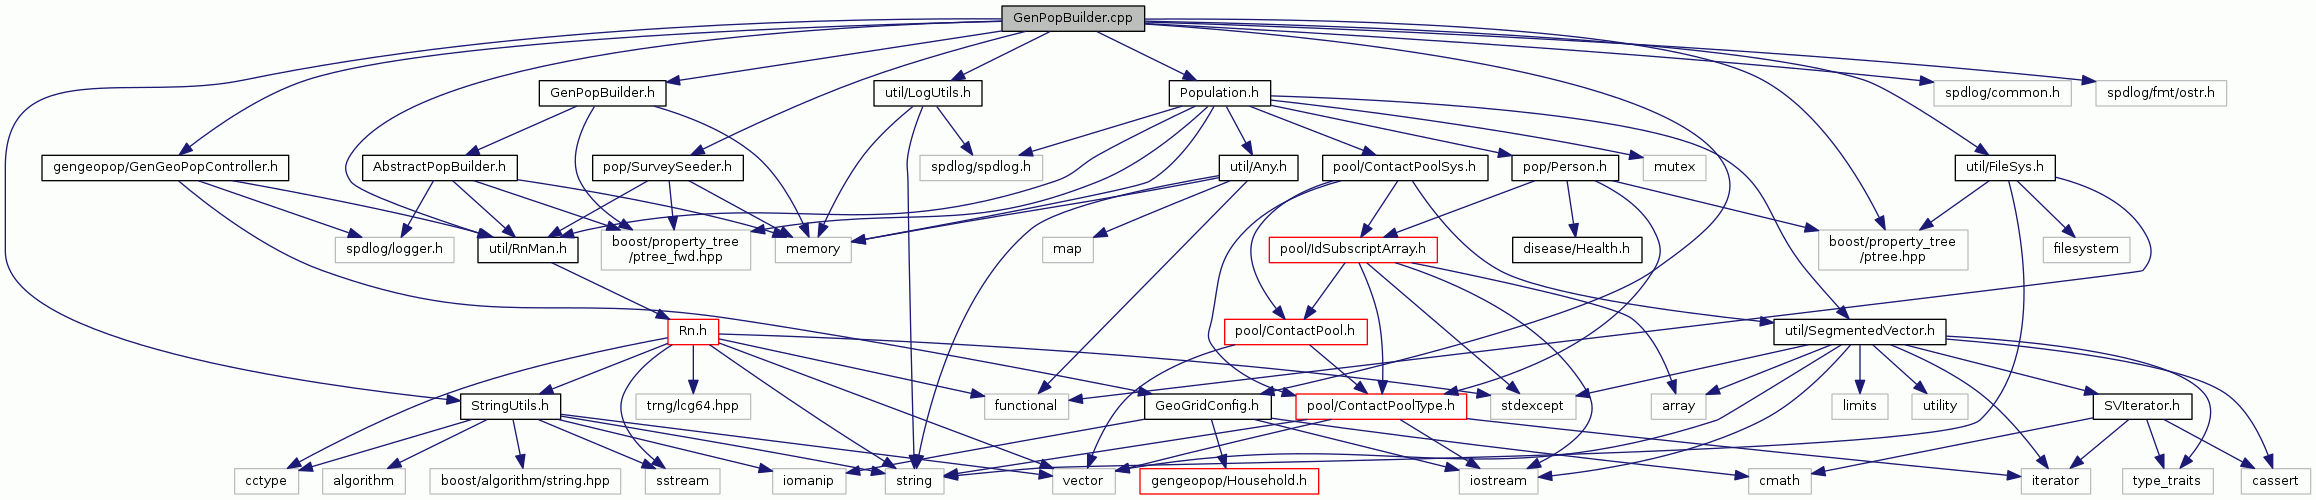 GenPopBuilder.cpp
GenPopBuilder.h
util/LogUtils.h
Population.h
spdlog/common.h
spdlog/fmt/ostr.h
gengeopop/GenGeoPopController.h
AbstractPopBuilder.h
pop/SurveySeeder.h
spdlog/spdlog.h
util/Any.h
pool/ContactPoolSys.h
pop/Person.h
mutex
util/FileSys.h
spdlog/logger.h
util/RnMan.h
boost/property_tree
/ptree_fwd.hpp
memory
map
pool/IdSubscriptArray.h
disease/Health.h
boost/property_tree
/ptree.hpp
filesystem
Rn.h
pool/ContactPool.h
util/SegmentedVector.h
StringUtils.h
trng/lcg64.hpp
functional
GeoGridConfig.h
pool/ContactPoolType.h
stdexcept
array
limits
utility
SVIterator.h
cctype
algorithm
boost/algorithm/string.hpp
sstream
iomanip
string
vector
gengeopop/Household.h
iostream
cmath
iterator
type_traits
cassert